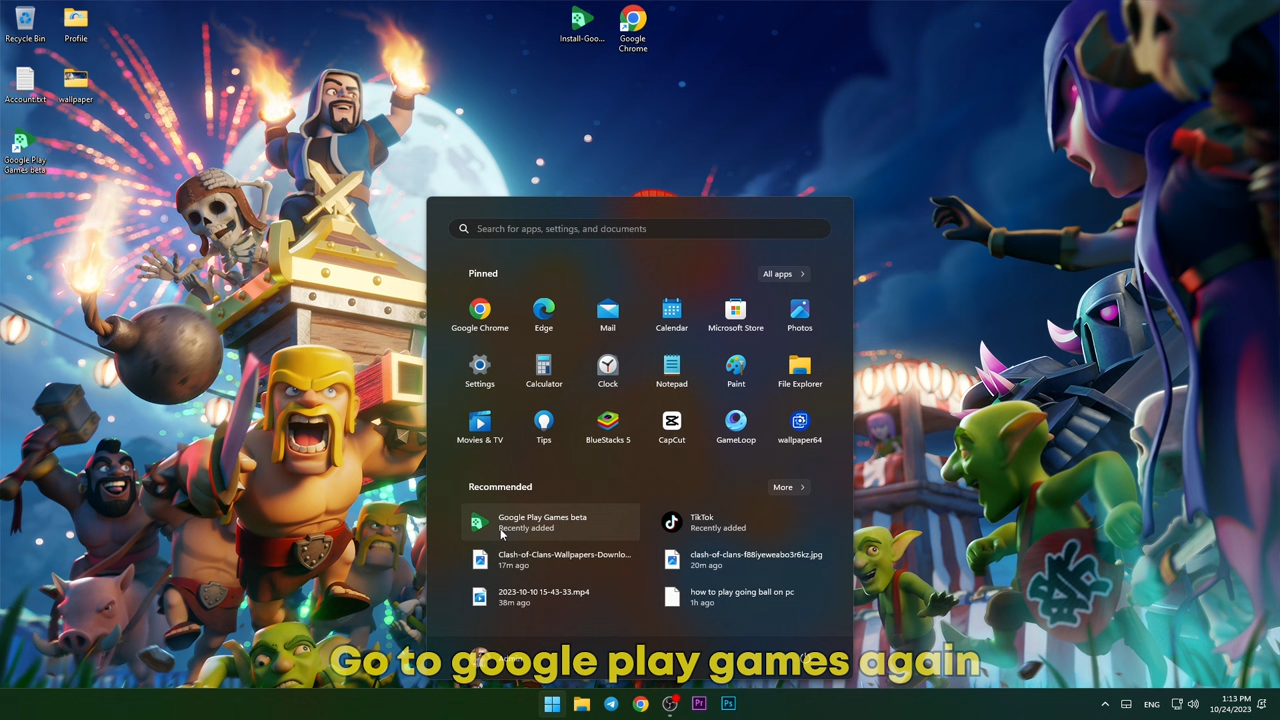 Recycle Bin
Profile
Install-Goo...
Google
Chrome
Account.txt
wallpaper
Google Play
Games beta
Search for apps, settings, and documents
Pinned
All apps
Google Chrome
Edge
Mail
Calendar
Microsoft Store
Photos
Settings
Calculator
Clock
Notepad
Paint
File Explorer
Movies & TV
Tips
BlueStacks 5
CapCut
GameLoop
wallpaper64
Recommended
More
Google Play Games beta
Recently added
TikTok
Recently added
Clash-of-Clans-Wallpapers-Downlo...
17m ago
clash-of-clans-f88iyeweabo3r6kz.jpg
20m ago
2023-10-10 15-43-33.mp4
38m ago
how to play going ball on pc
1h ago
Go to google play games again
Pr
Ps
ENG
1:13 PM
10/24/2023